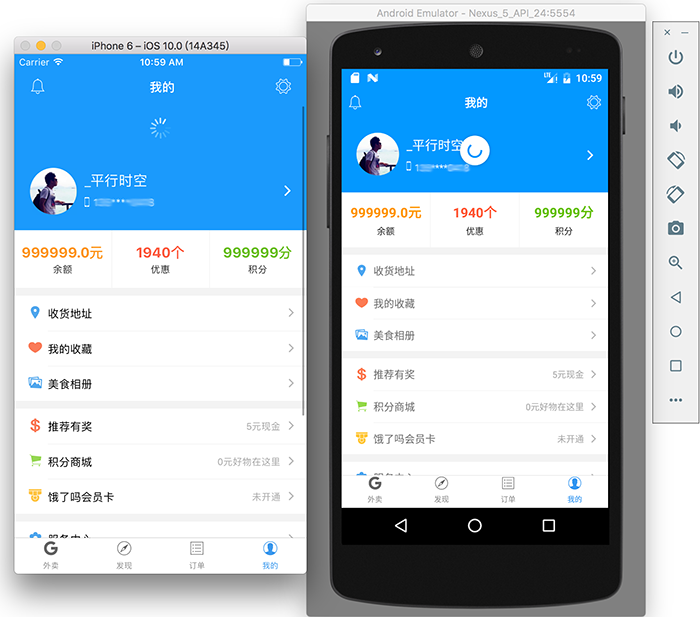 Android Emulator - Nexus_5_API_24:5554
iPhone 6 – iOS 10.0 (14A345)
Carrier
10:59 AM
我的
_平行时空
999999.0元
余额
1940个
优惠
999999分
积分
收货地址
我的收藏
美食相册
推荐有奖
5元现金
积分商城
0元好物在这里
饿了吗会员卡
未开通
服务中心
外卖
发现
订单
我的
10:59
我的
_平行时空
999999.0元
余额
1940个
优惠
999999分
积分
收货地址
我的收藏
美食相册
推荐有奖
5元现金
积分商城
0元好物在这里
饿了吗会员卡
未开通
服务中心
外卖
发现
订单
我的